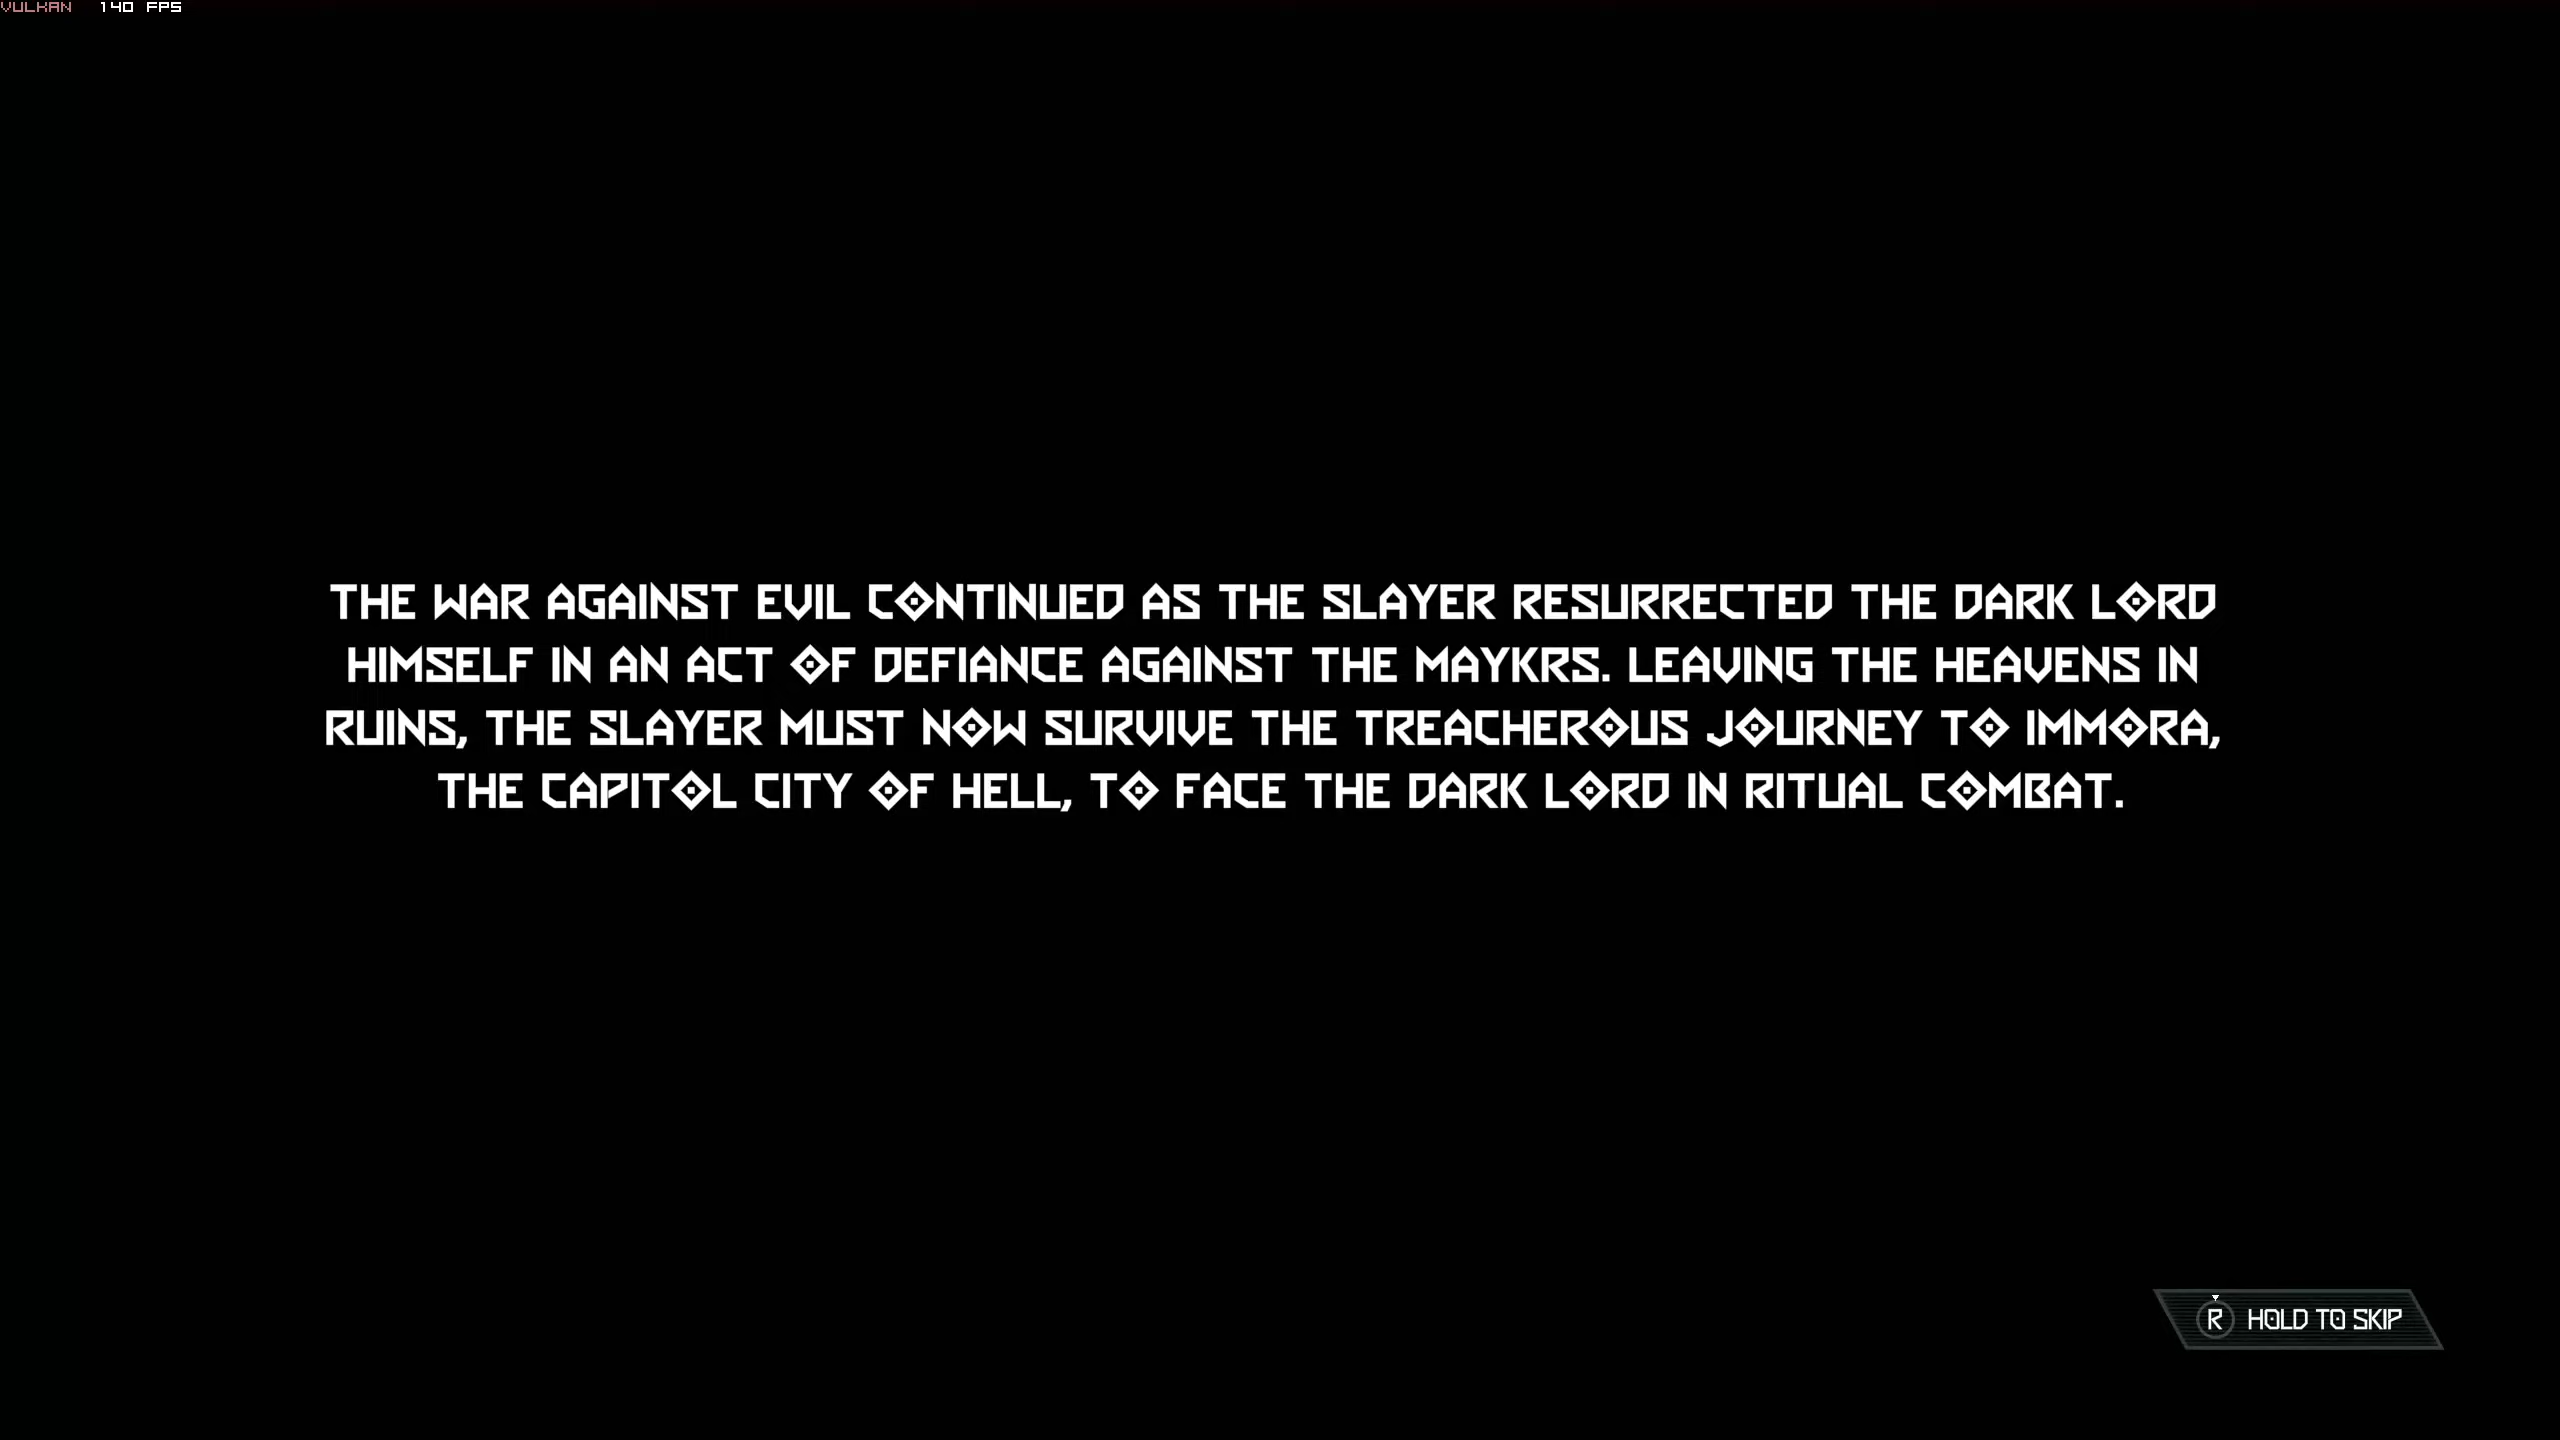 VULKAN 140 FPS
THE WAR AGAINST EVIL CONTINUED AS THE SLAYER RESURRECTED THE DARK LORD
HIMSELF IN AN ACT OF DEFIANCE AGAINST THE MAYKRS. LEAVING THE HEAVENS IN
RUINS, THE SLAYER MUST NOW SURVIVE THE TREACHEROUS JOURNEY TO IMMORA,
THE CAPITOL CITY OF HELL, TO FACE THE DARK LORD IN RITUAL COMBAT.
R HOLD TO SKIP